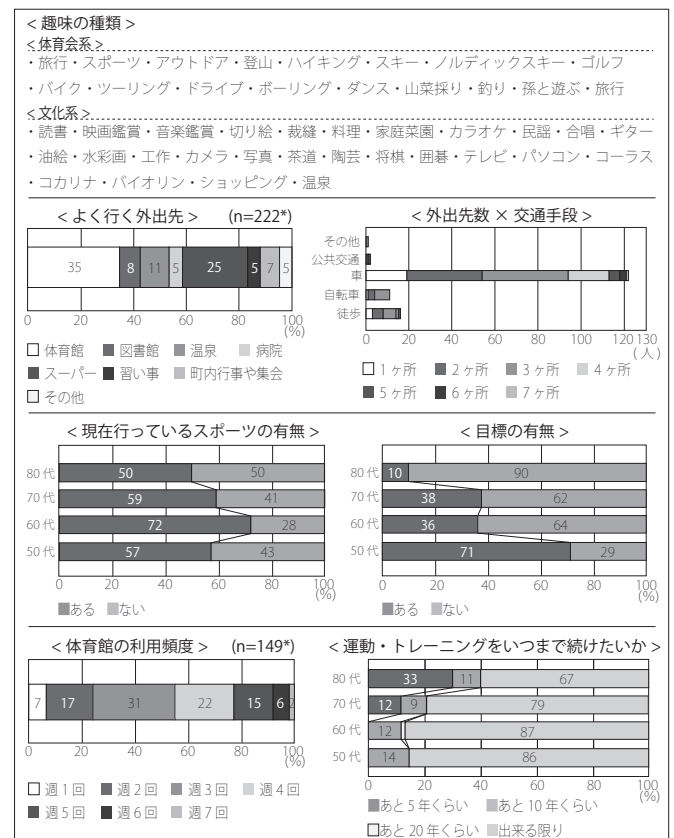 < 趣味の種類 >
< 体育会系 >
・旅行・スポーツ・アウトドア・登山・ハイキング・スキー・ノルディックスキー・ゴルフ
・バイク・ツーリング・ドライブ・ボーリング・ダンス・山菜採り・釣り・孫と遊ぶ・旅行
< 文化系 >
・読書・映画鑑賞・音楽鑑賞・切り絵・裁縫・料理・家庭菜園・カラオケ・民謡・合唱・ギター
・油絵・水彩画・工作・カメラ・写真・茶道・陶芸・将棋・囲碁・テレビ・パソコン・コーラス
・コカリナ・バイオリン・ショッピング・温泉
< よく行く外出先 > (n=222*)
35 8 11 5 25 5 7 5
0 20 40 60 80 100
(%)
体育館 図書館 温泉 病院
スーパー 習い事 町内行事や集会
その他
< 外出先数 × 交通手段 >
その他
公共交通
車
自転車
徒歩
0 20 40 60 80 100 120 130
(人)
1ヶ所 2ヶ所 3ヶ所 4ヶ所
5ヶ所 6ヶ所 7ヶ所
< 現在行っているスポーツの有無 >
80代 50 50
70代 59 41
60代 72 28
50代 57 43
0 20 40 60 80 100
(%)
ある ない
< 目標の有無 >
80代 10 90
70代 38 62
60代 36 64
50代 71 29
0 20 40 60 80 100
(%)
ある ない
< 体育館の利用頻度 > (n=149*)
7 17 31 22 15 6 2
0 20 40 60 80 100
(%)
週1回 週2回 週3回 週4回
週5回 週6回 週7回
< 運動・トレーニングをいつまで続けたいか >
80代 33 11 67
70代 12 9 79
60代 12 87
50代 14 86
0 20 40 60 80 100
(%)
あと5年くらい あと10年くらい
あと20年くらい 出来る限り